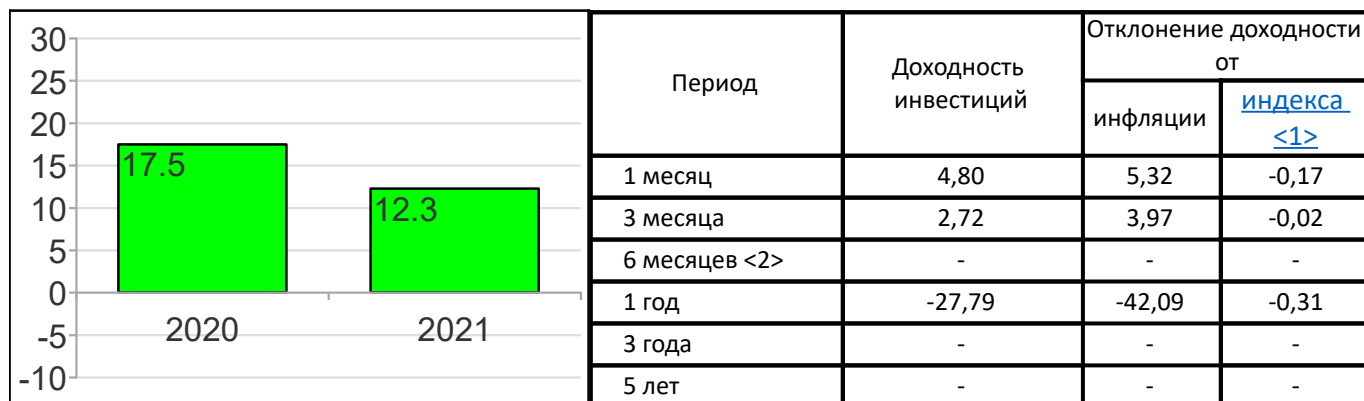 30
25
20
15
10
5
0
-5
-10
17.5
12.3
2020 2021
Период
Доходность
инвестиций
Отклонение доходности
от
инфляции
индекса
<1>
1 месяц 4,80 5,32 -0,17
3 месяца 2,72 3,97 -0,02
6 месяцев <2> - - -
1 год -27,79 -42,09 -0,31
3 года - - -
5 лет - - -